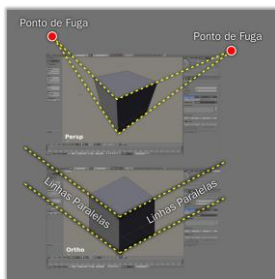 Ponto de Fuga
Ponto de Fuga
Persp
Linhas Paralelas
Linhas Paralelas
Ortho